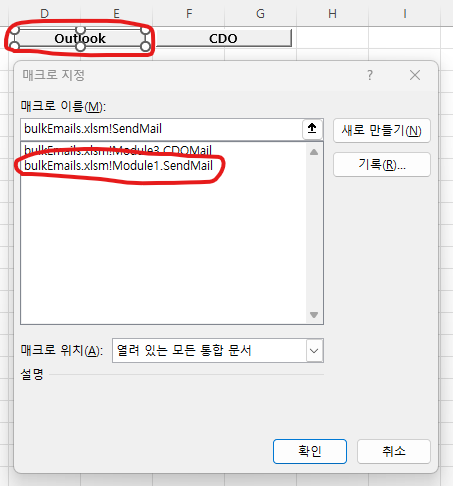 D E F G H I
Outlook CDO
매크로 지정 ?
매크로 이름(M):
bulkEmails.xlsm!SendMail
새로 만들기(N)
bulkEmails.xlsm!Module3.CDOMail
bulkEmails.xlsm!Module1.SendMail
기록(R)...
매크로 위치(A): 열려 있는 모든 통합 문서
설명
확인 취소